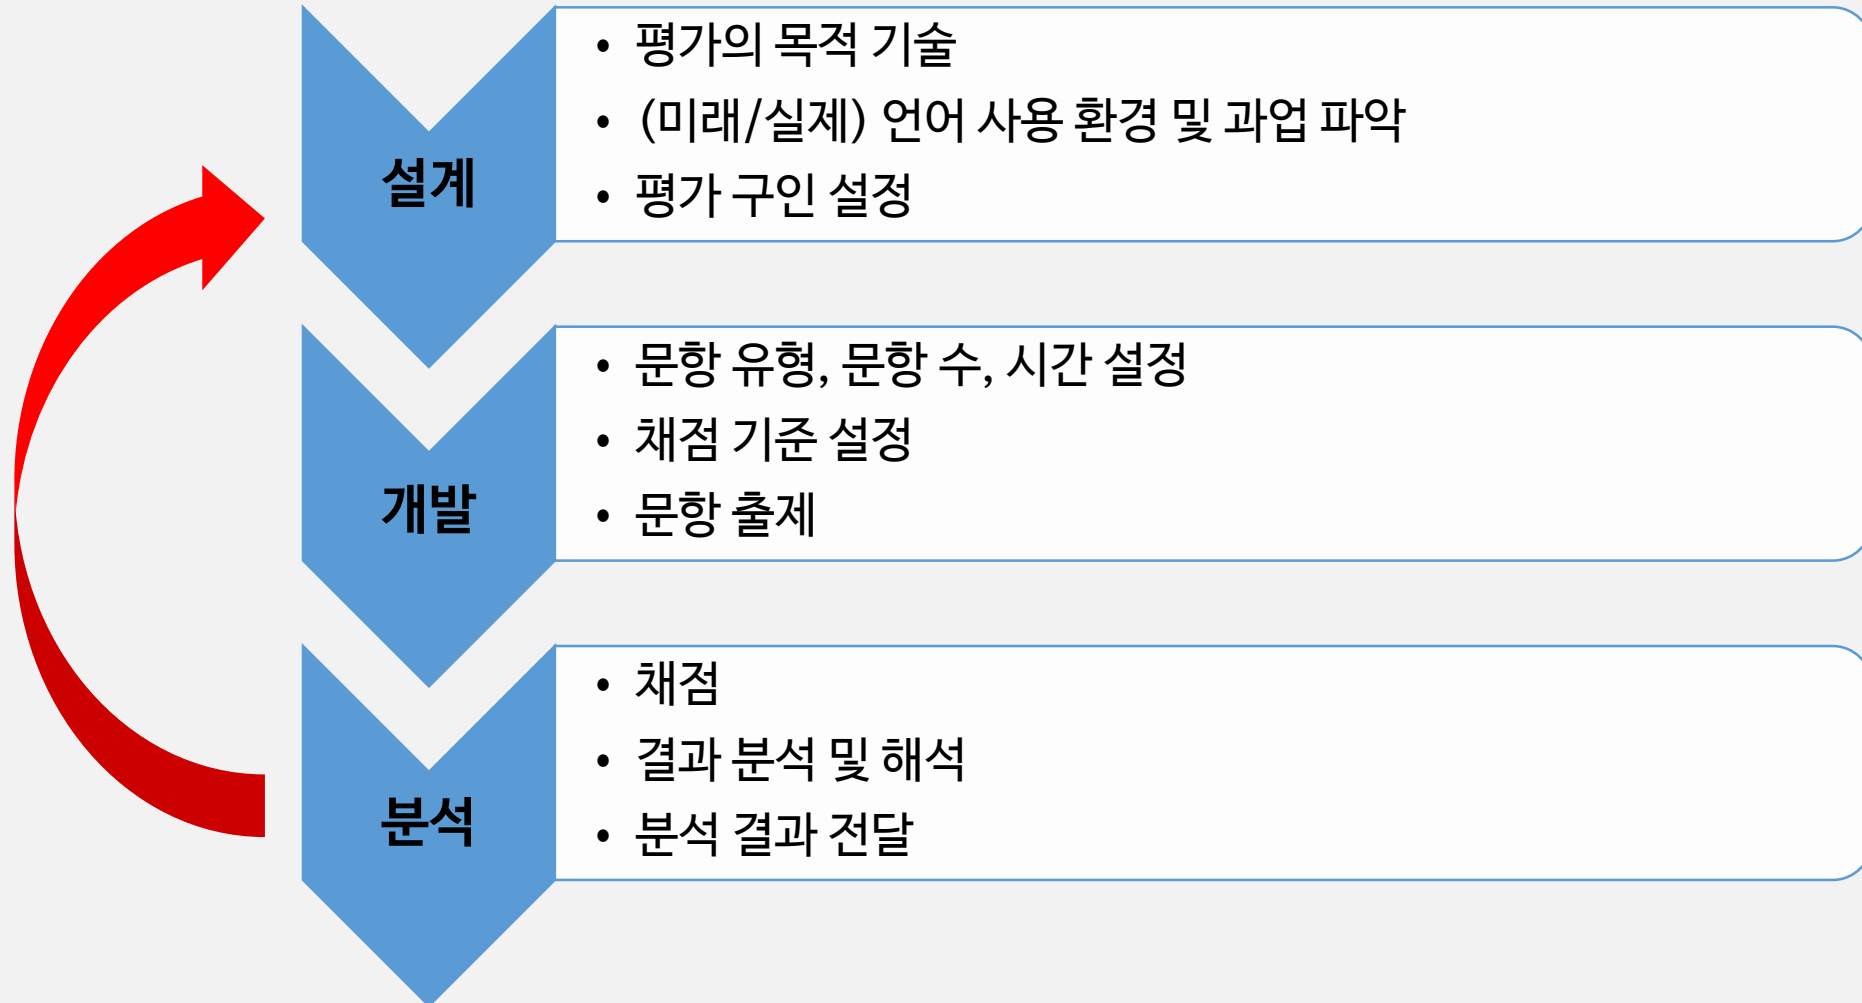 설계
• 평가의 목적 기술
• (미래/실제) 언어 사용 환경 및 과업 파악
• 평가 구인 설정
개발
• 문항 유형, 문항 수, 시간 설정
• 채점 기준 설정
• 문항 출제
분석
• 채점
• 결과 분석 및 해석
• 분석 결과 전달